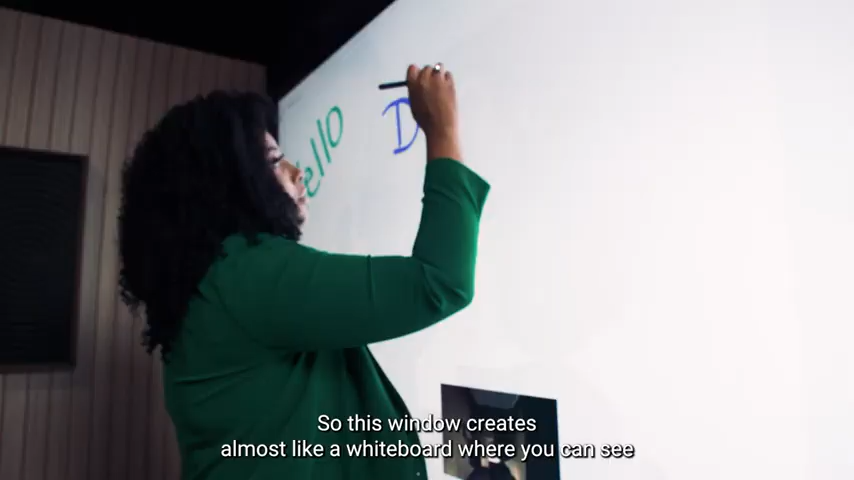 ello D
So this window creates
almost like a whiteboard where you can see